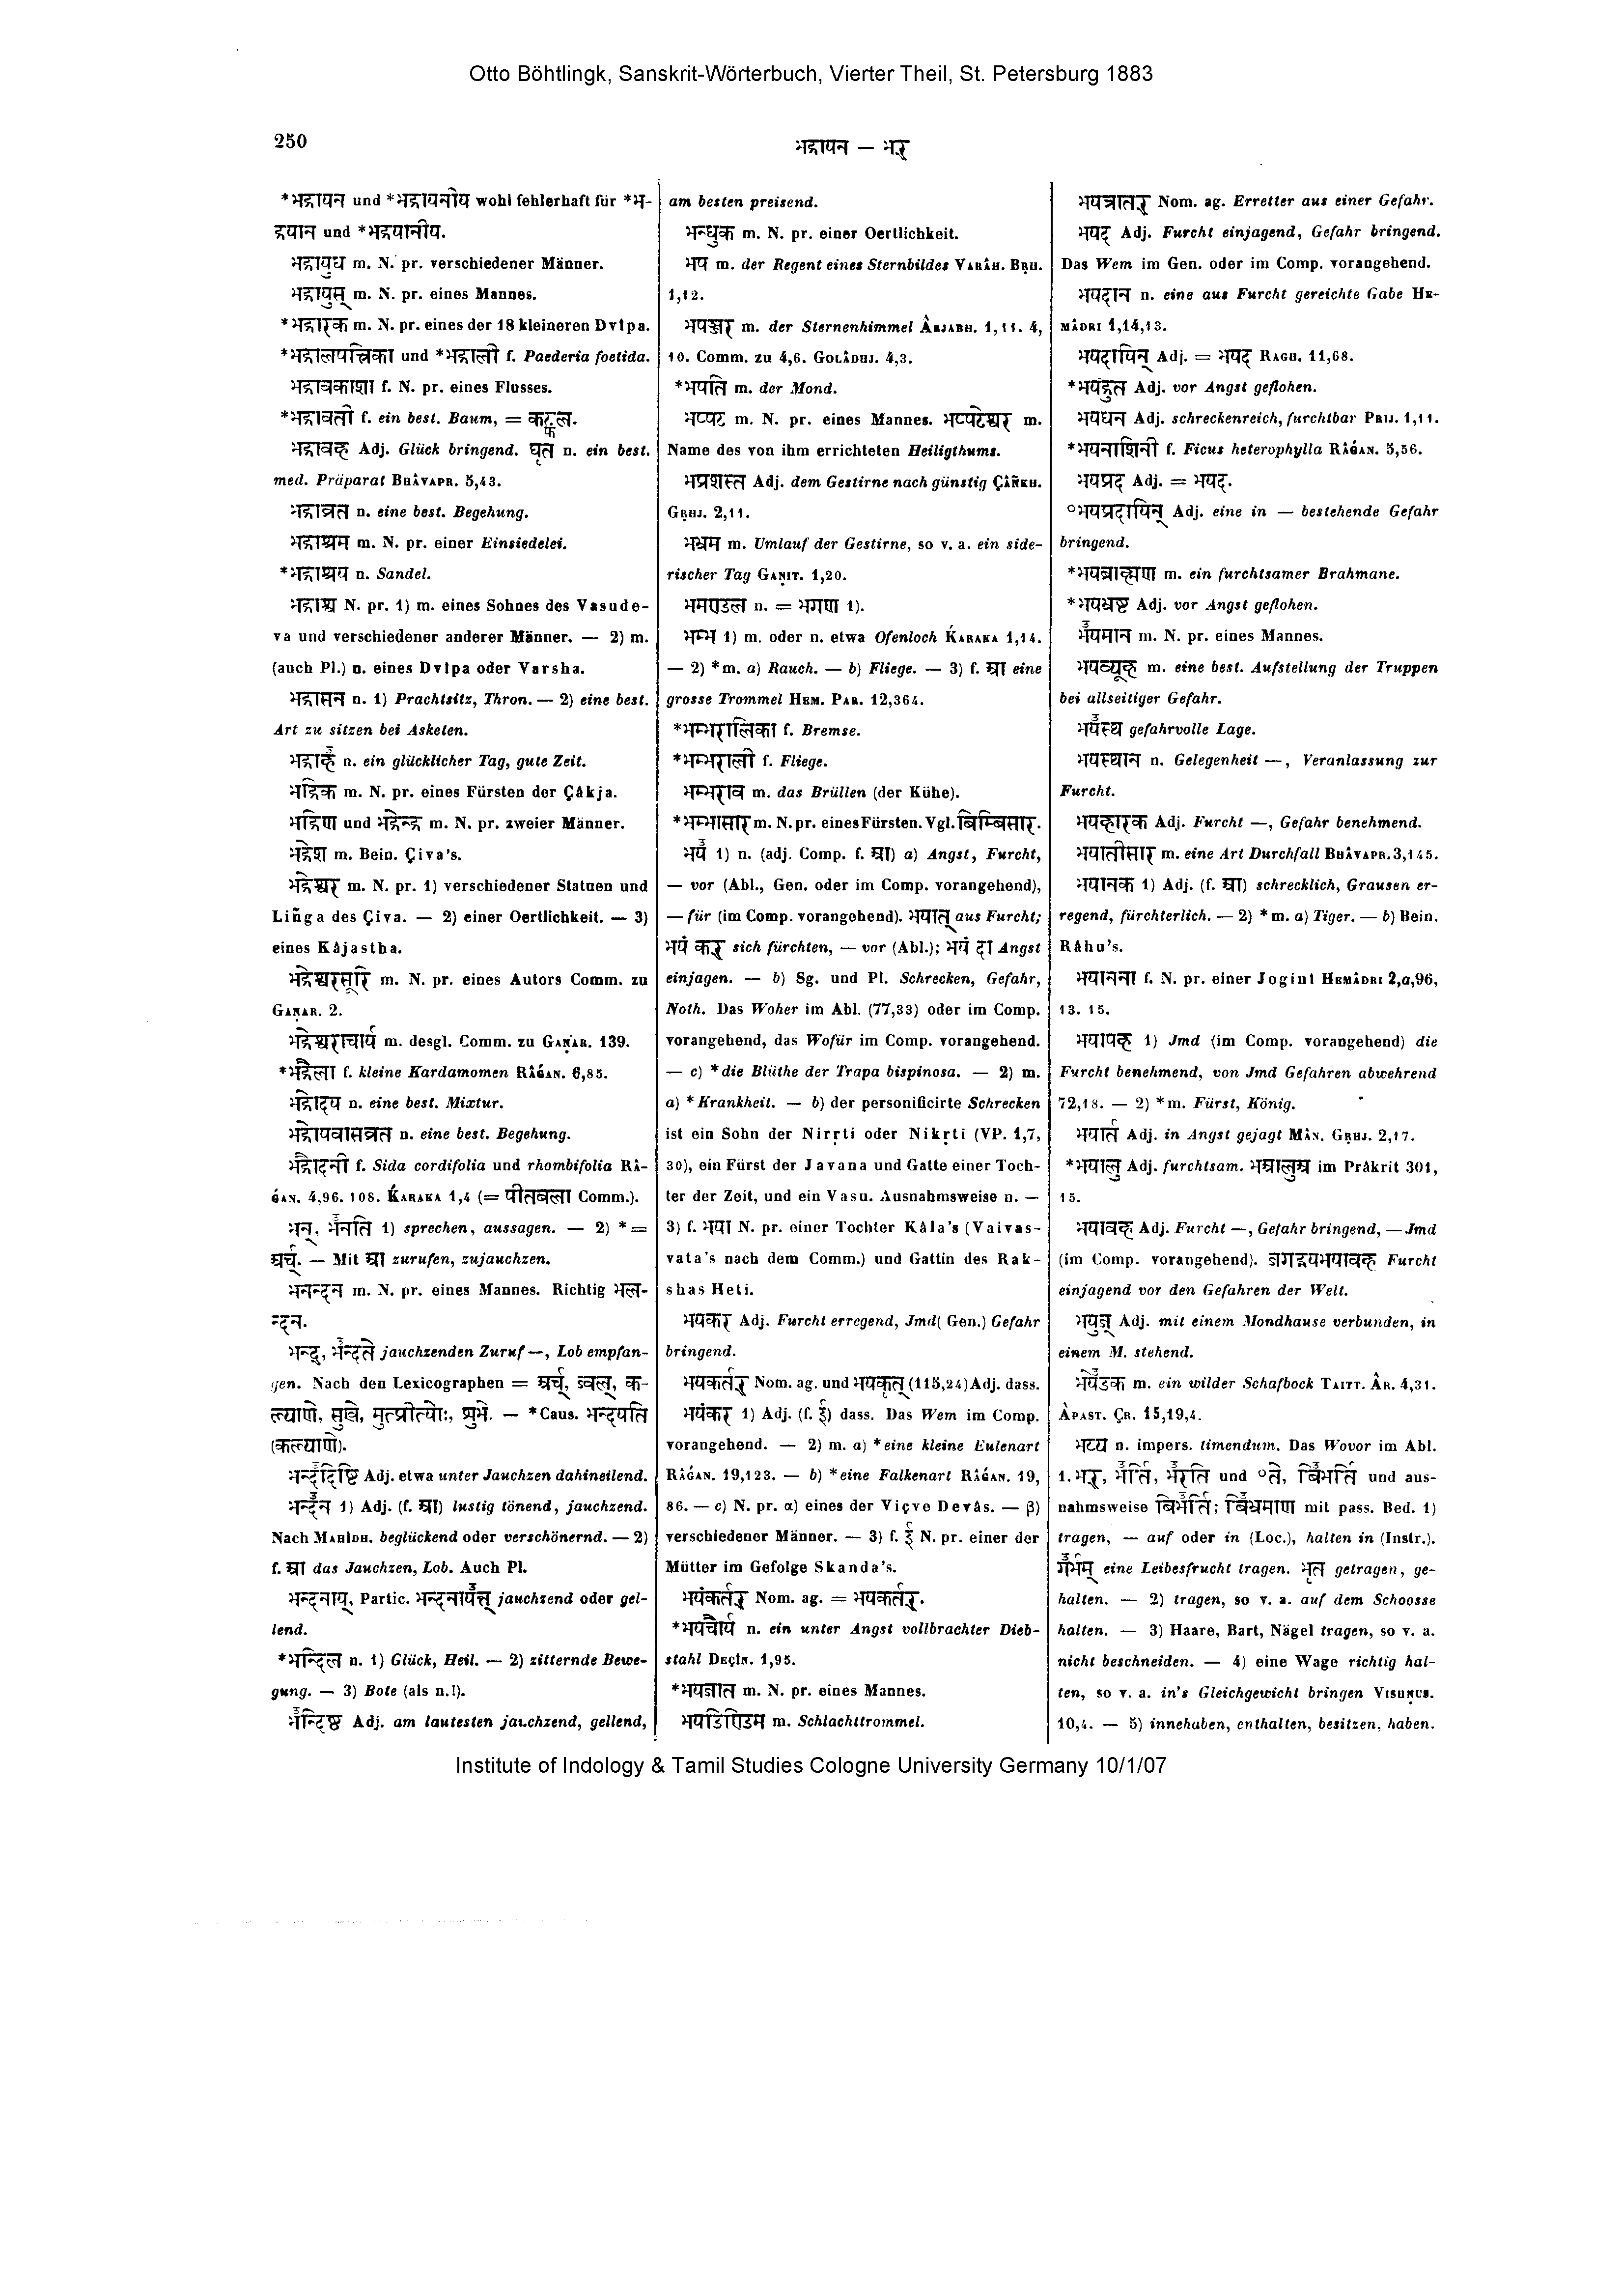 Otto Böhtlingk, Sanskrit-Wörterbuch, Vierter Theil, St. Petersburg 1883
250
भद्रायन — भर्
*भद्रायन und *भद्रायनीय wohl fehlerhaft für *भ-
द्रयान und *भद्रयानीय.
भद्रायुध m. N. pr. verschiedener Männer.
भद्रायुस् m. N. pr. eines Mannes.
*भद्रारक m. N. pr. eines der 18 kleineren Dvîpa.
*भद्रालपत्त्रिका und *भद्राली f. Paederia foetida.
भद्रावकाशा f. N. pr. eines Flusses.
*भद्रावती f. ein best. Baum, = कट्फल.
भद्रावह Adj. Glück bringend. घृत n. ein best.
med. Präparat BHÂVAPR. 5,43.
भद्राव्रत n. eine best. Begehung.
भद्राश्रम m. N. pr. einer Einsiedelei.
*भद्राश्रय n. Sandel.
भद्राश्व N. pr. 1) m. eines Sohnes des Vasude-
va und verschiedener anderer Männer. — 2) m.
(auch Pl.) n. eines Dvîpa oder Varsha.
भद्रासन n. 1) Prachtsitz, Thron. — 2) eine best.
Art zu sitzen bei Asketen.
भद्राहँ n. ein glücklicher Tag, gute Zeit.
भद्रिक m. N. pr. eines Fürsten der Çâkja.
भद्रिण und भद्रेन्द्र m. N. pr. zweier Männer.
भद्रेश m. Bein. Çiva's.
भद्रेश्वर m. N. pr. 1) verschiedener Statuen und
Liñga des Çiva. — 2) einer Oertlichkeit. — 3)
eines Kâjastha.
भद्रेश्वरसूरि m. N. pr. eines Autors Comm. zu
GAṆAR. 2.
भद्रेश्वराचार्य m. desgl. Comm. zu GAṆAR. 139.
*भद्रैला f. kleine Kardamomen RÂǴAN. 6,85.
भद्रोदय n. eine best. Mixtur.
भद्रोपवासव्रत n. eine best. Begehung.
भद्रौदनी f. Sida cordifolia und rhombifolia RÂ-
ǴAN. 4,96. 108. ḰARAKA 1,4 (= पीतबला Comm.).
भन्, भँनति 1) sprechen, aussagen. — 2) * =
अर्च्. — Mit आ zurufen, zujauchzen.
भनन्दन m. N. pr. eines Mannes. Richtig भल-
न्दन.
भन्द्, भँन्दते jauchzenden Zuruf —, Lob empfan-
gen. Nach den Lexicographen = अर्च्, ज्वल्, क-
ल्याणे, सुखे, मुत्प्रीत्योः, शुभे. — *Caus. भन्दयति
(कल्याणे).
भन्दँदिष्टि Adj. etwa unter Jauchzen dahineilend.
भन्दँन 1) Adj. (f. आ) lustig tönend, jauchzend.
Nach MAHÎDH. beglückend oder verschönernd. — 2)
f. आ das Jauchzen, Lob. Auch Pl.
भन्दनाय्, Partic. भन्दनायँत्त् jauchzend oder gel-
lend.
*भन्दिल n. 1) Glück, Heil. — 2) zitternde Bewe-
gung. — 3) Bote (als n.!).
भँन्दिष्ठ Adj. am lautesten jauchzend, gellend,
am besten preisend.
भन्धुक m. N. pr. einer Oertlichkeit.
भप m. der Regent eines Sternbildes VARÂH. BṚH.
1,12.
भपञ्जर m. der Sternenhimmel ÂRJABH. 1,11. 4,
10. Comm. zu 4,6. GOLÂDHJ. 4,3.
*भपति m. der Mond.
भप्पट m. N. pr. eines Mannes. भप्पटेश्वर m.
Name des von ihm errichteten Heiligthums.
भप्रशस्त Adj. dem Gestirne nach günstig ÇÂÑKH.
GṚHJ. 2,11.
भभ्रम m. Umlauf der Gestirne, so v. a. ein side-
rischer Tag GAṆIT. 1,20.
भमण्डल n. = भगण 1).
भम्भ 1) m. oder n. etwa Ofenloch ḰARAKA 1,14.
— 2) *m. a) Rauch. — b) Fliege. — 3) f. आ eine
grosse Trommel HEM. PAR. 12,364.
*भम्भरालिका f. Bremse.
*भम्भराली f. Fliege.
भम्भराव m. das Brüllen (der Kühe).
*भम्भासार m. N. pr. eines Fürsten. Vgl. बिम्बिसार.
भयँ 1) n. (adj. Comp. f. आ) a) Angst, Furcht,
— vor (Abl., Gen. oder im Comp. vorangehend),
— für (im Comp. vorangehend). भयात् aus Furcht;
भयं कर् sich fürchten, — vor (Abl.); भयं दा Angst
einjagen. — b) Sg. und Pl. Schrecken, Gefahr,
Noth. Das Woher im Abl. (77,33) oder im Comp.
vorangehend, das Wofür im Comp. vorangehend.
— c) *die Blüthe der Trapa bispinosa. — 2) m.
a) *Krankheit. — b) der personificirte Schrecken
ist ein Sohn der Nirṛti oder Nikṛti (VP. 1,7,
30), ein Fürst der Javana und Gatte einer Toch-
ter der Zeit, und ein Vasu. Ausnahmsweise n. —
3) f. भया N. pr. einer Tochter Kâla's (Vaivas-
vata's nach dem Comm.) und Gattin des Rak-
shas Heti.
भयकर Adj. Furcht erregend, Jmd( Gen.) Gefahr
bringend.
भयकर्तर् Nom. ag. und भयकृत् (115,24) Adj. dass.
भयंकर 1) Adj. (f. ई) dass. Das Wem im Comp.
vorangehend. — 2) m. a) *eine kleine Eulenart
RÂǴAN. 19,123. — b) *eine Falkenart RÂǴAN. 19,
86. — c) N. pr. α) eines der Viçve Devâs. — β)
verschiedener Männer. — 3) f. ई N. pr. einer der
Mütter im Gefolge Skanda's.
भयंकर्तर् Nom. ag. = भयकर्तर्.
*भयचौर्य n. ein unter Angst vollbrachter Dieb-
stahl DEÇÎN. 1,95.
*भयजात m. N. pr. eines Mannes.
भयडिण्डिम m. Schlachttrommel.
भयत्रातर् Nom. ag. Erretter aus einer Gefahr.
भयद Adj. Furcht einjagend, Gefahr bringend.
Das Wem im Gen. oder im Comp. vorangehend.
भयदान n. eine aus Furcht gereichte Gabe HE-
MÂDRI 1,14,13.
भयदायिन् Adj. = भयद RAGH. 11,68.
*भयद्रुत Adj. vor Angst geflohen.
भयधन Adj. schreckenreich, furchtbar PRIJ. 1,11.
*भयनाशिनी f. Ficus heterophylla RÂǴAN. 5,56.
भयप्रद Adj. = भयद.
°भयप्रदायिन् Adj. eine in — bestehende Gefahr
bringend.
*भयब्राह्मण m. ein furchtsamer Brahmane.
*भयभ्रष्ट Adj. vor Angst geflohen.
भँयमान m. N. pr. eines Mannes.
भयव्यूह m. eine best. Aufstellung der Truppen
bei allseitiger Gefahr.
भयँस्थ gefahrvolle Lage.
भयस्थान n. Gelegenheit —, Veranlassung zur
Furcht.
भयहारक Adj. Furcht —, Gefahr benehmend.
भयातीसार m. eine Art Durchfall BHÂVAPR. 3,145.
भयानक 1) Adj. (f. आ) schrecklich, Grausen er-
regend, fürchterlich. — 2) *m. a) Tiger. — b) Bein.
Râhu's.
भयानना f. N. pr. einer Joginî HEMÂDRI 2,a,96,
13. 15.
भयापह 1) Jmd (im Comp. vorangehend) die
Furcht benehmend, von Jmd Gefahren abwehrend
72,18. — 2) *m. Fürst, König.
भयार्त Adj. in Angst gejagt MÂN. GṚHJ. 2,17.
*भयालु Adj. furchtsam. भआलुअ im Prâkrit 301,
15.
भयावह Adj. Furcht —, Gefahr bringend, — Jmd
(im Comp. vorangehend). जगद्भयभयावह Furcht
einjagend vor den Gefahren der Welt.
भयुज् Adj. mit einem Mondhause verbunden, in
einem M. stehend.
भयेँडक m. ein wilder Schafbock TAITT. ÂR. 4,31.
ÂPAST. ÇR. 15,19,4.
भय्य n. impers. timendum. Das Wovor im Abl.
1. भर्, भँर्ति, भँरति und °ते, बिँभर्ति und aus-
nahmsweise बिभँर्ति; बिँभ्रमाण mit pass. Bed. 1)
tragen, — auf oder in (Loc.), halten in (Instr.).
गँर्भम् eine Leibesfrucht tragen. भृत getragen, ge-
halten. — 2) tragen, so v. a. auf dem Schoosse
halten. — 3) Haare, Bart, Nägel tragen, so v. a.
nicht beschneiden. — 4) eine Wage richtig hal-
ten, so v. a. in's Gleichgewicht bringen VISHṆUS.
10,4. — 5) innehaben, enthalten, besitzen, haben.
Institute of Indology & Tamil Studies Cologne University Germany 10/1/07